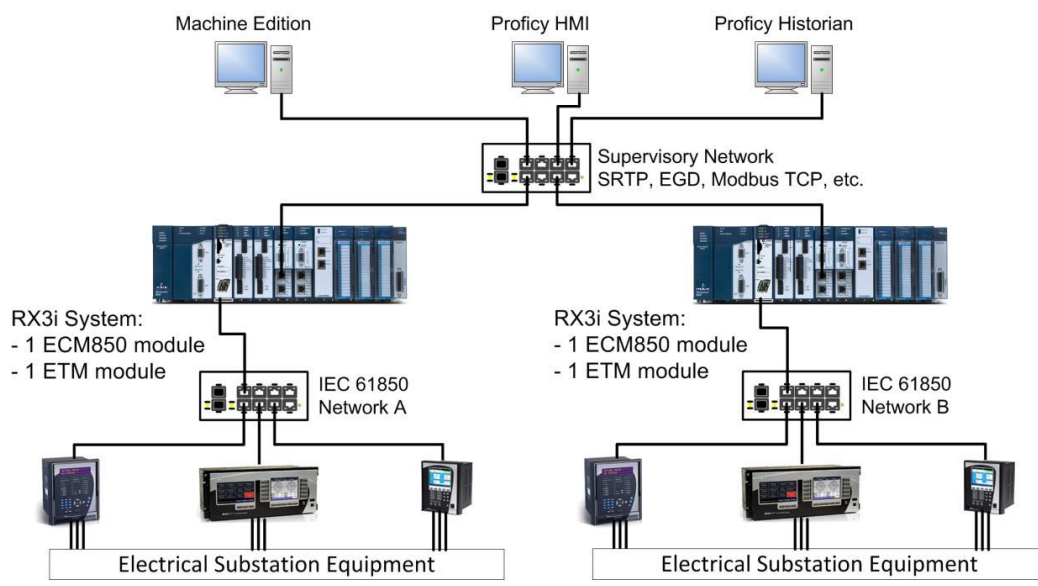 Machine Edition
Proficy HMI
Proficy Historian
Supervisory Network
SRTP, EGD, Modbus TCP, etc.
RX3i System:
- 1 ECM850 module
- 1 ETM module
IEC 61850
Network A
RX3i System:
- 1 ECM850 module
- 1 ETM module
IEC 61850
Network B
Electrical Substation Equipment
Electrical Substation Equipment